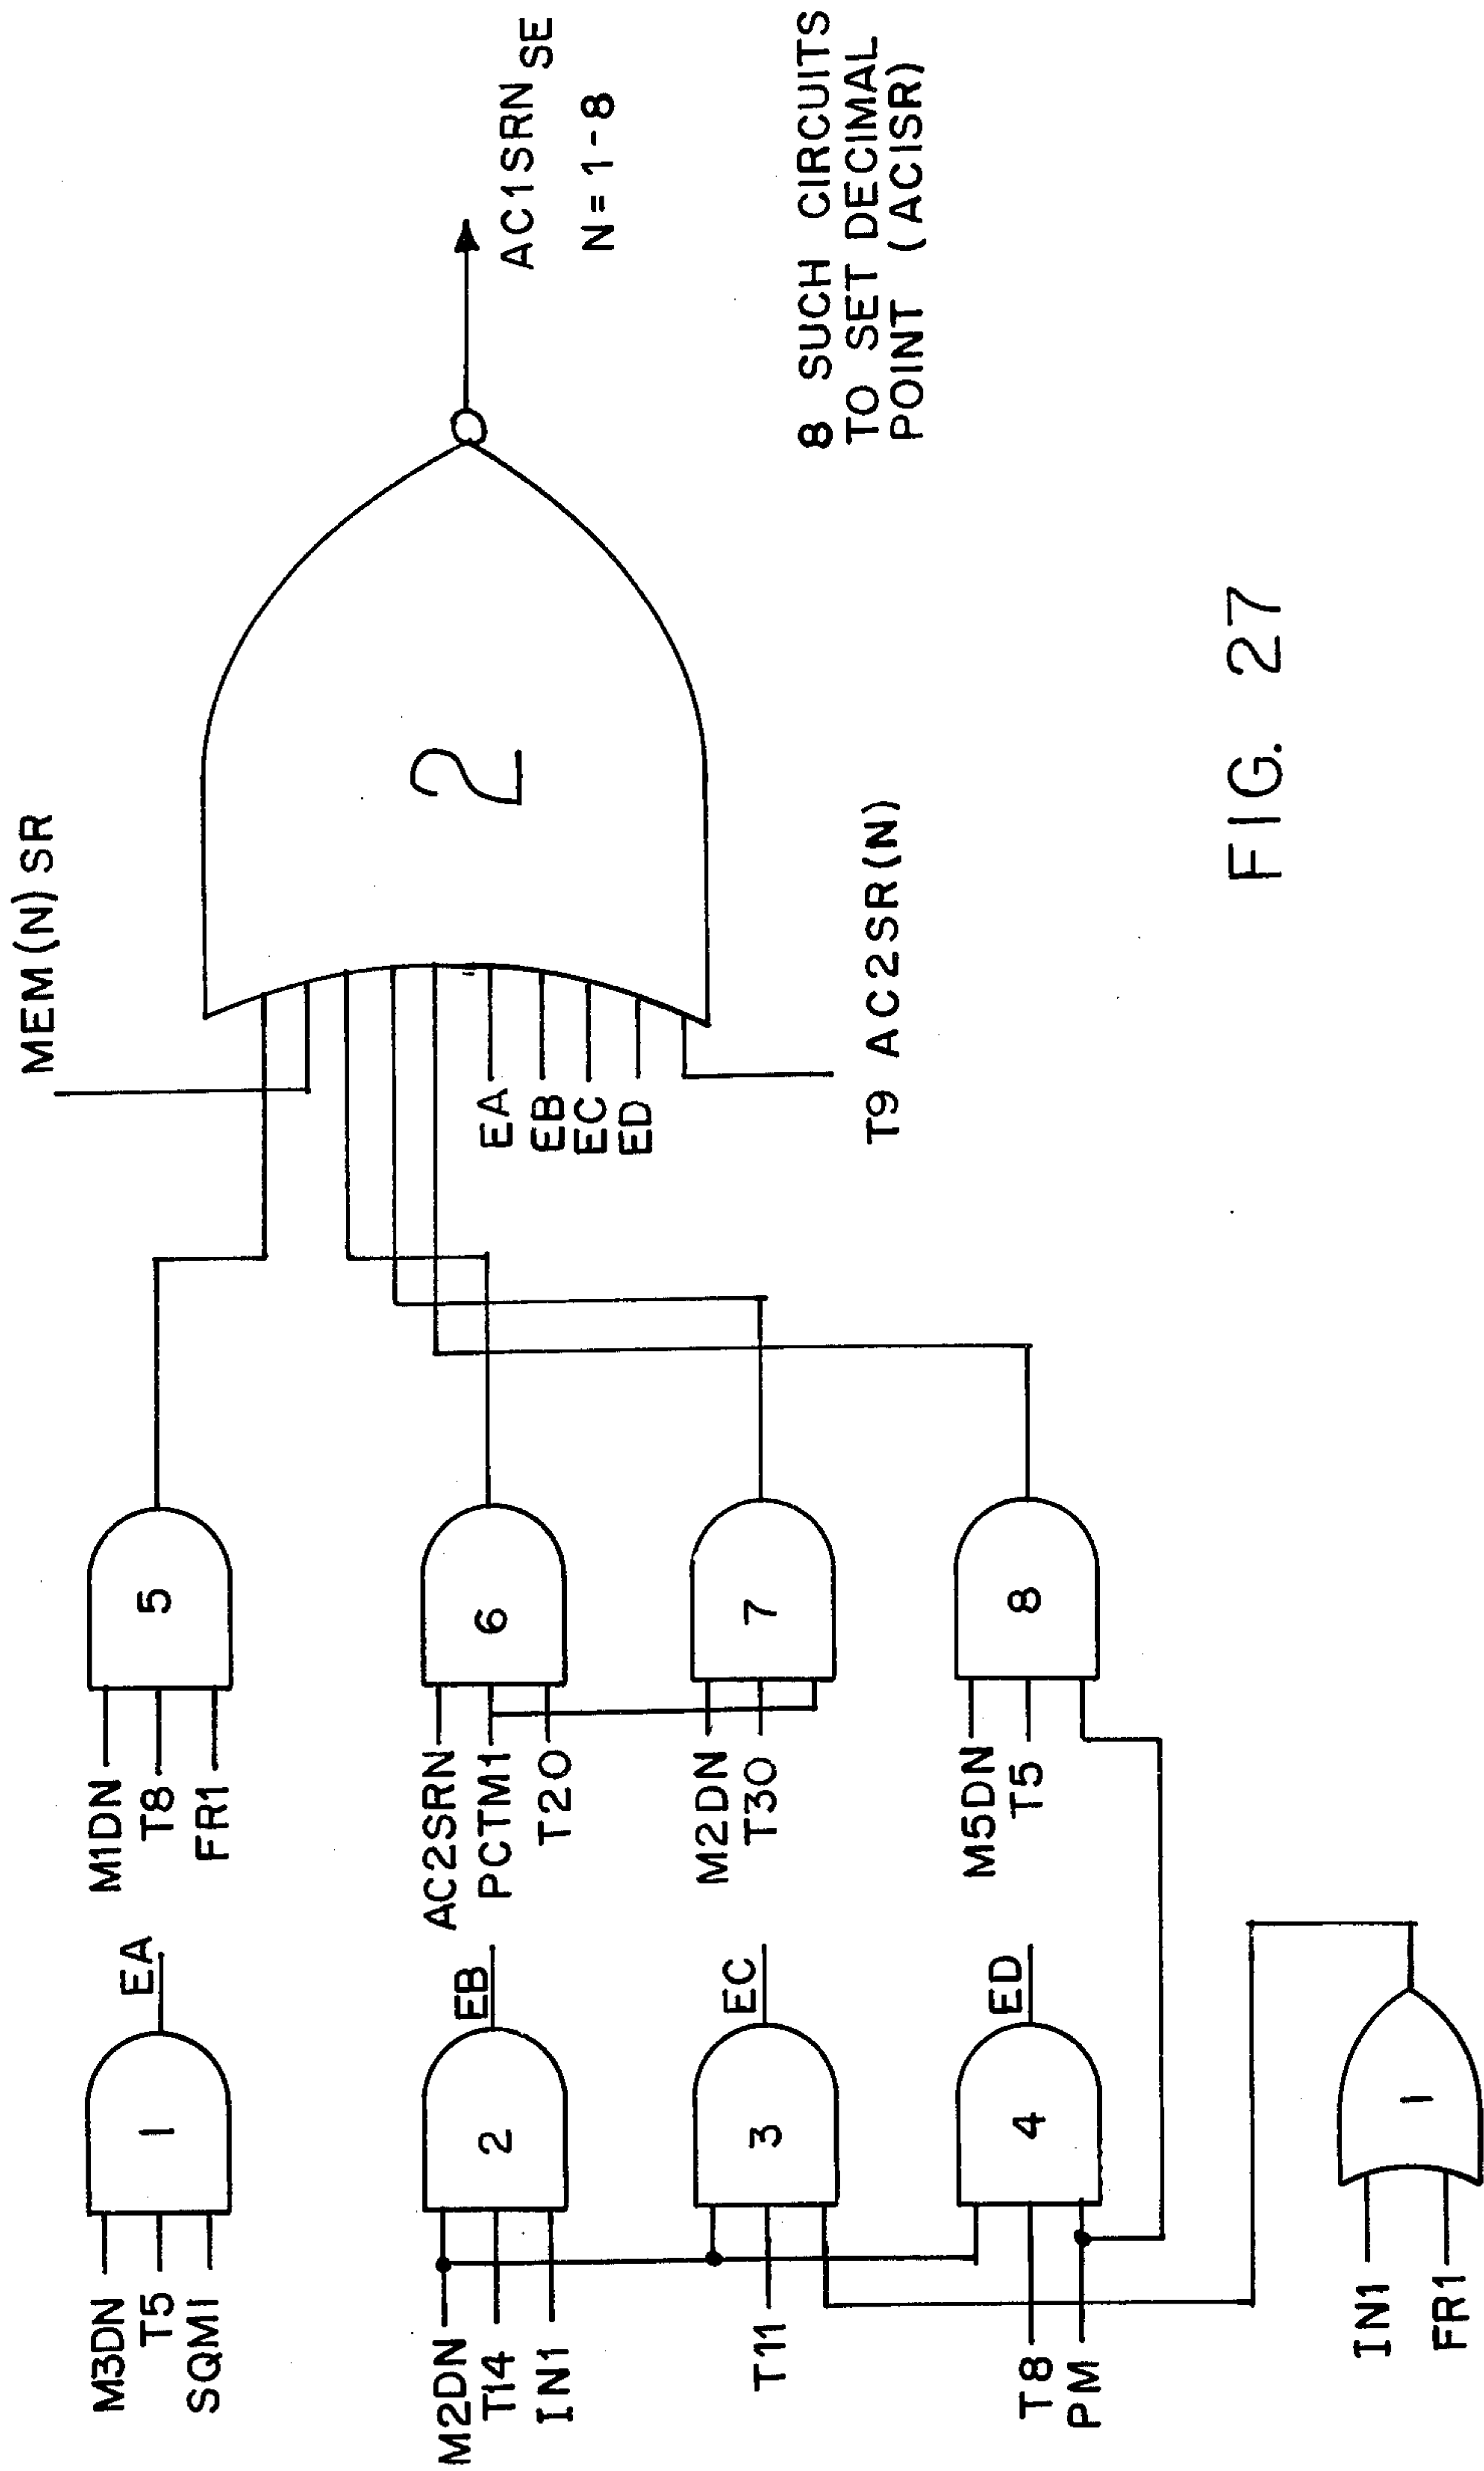 MEM(N)SR
M3DN
T5
SQM1
1
EA
M1DN
T8
FR1
5
M2DN
T14
IN1
2
EB
AC2SRN
PCTM1
T20
6
T11
3
EC
M2DN
T30
7
T8
PM
4
ED
M5DN
T5
8
IN1
FR1
1
EA
EB
EC
ED
2
T9 AC2SR(N)
AC1SRN SE
N=1-8
8 SUCH CIRCUITS
TO SET DECIMAL
POINT (AC1SR)
FIG. 27